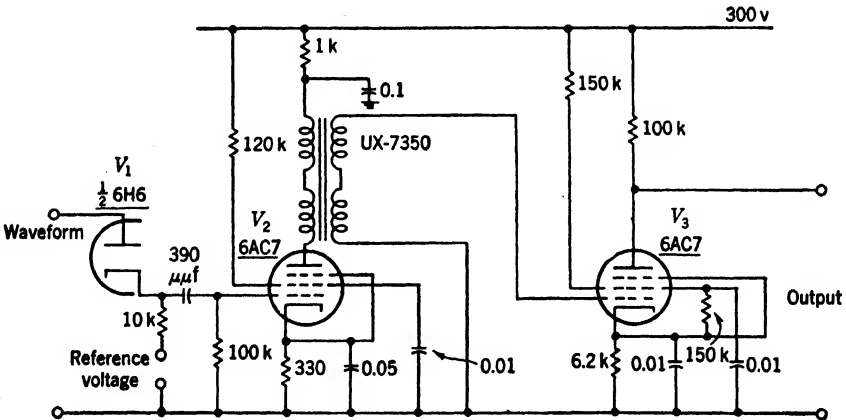 300 v
1 k
0.1
150 k
120 k
UX-7350
100 k
V1
½ 6H6
Waveform
V2
6AC7
V3
6AC7
390
μμf
10 k
Output
Reference
voltage
100 k
330
0.05
0.01
6.2 k
0.01
150 k
0.01